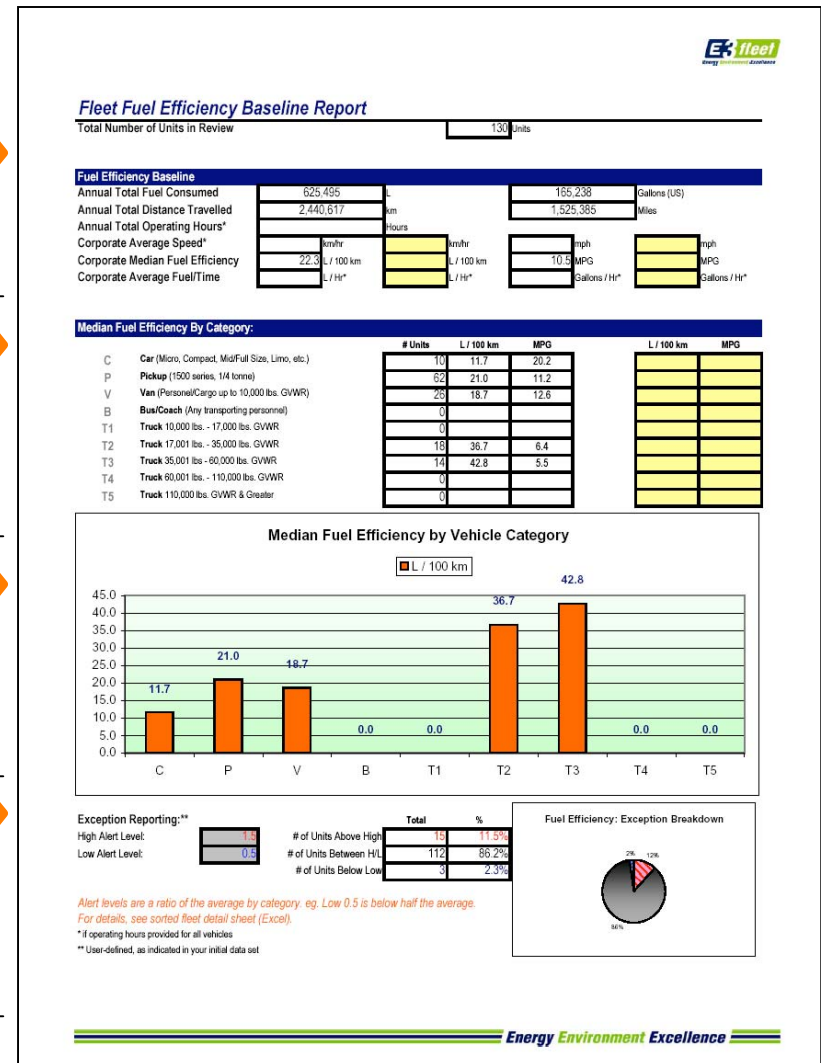 E3 fleet
Energy Environment Excellence
Fleet Fuel Efficiency Baseline Report
Total Number of Units in Review 130 Units
Fuel Efficiency Baseline
Annual Total Fuel Consumed 625,495 L 165,238 Gallons (US)
Annual Total Distance Travelled 2,440,617 km 1,525,385 Miles
Annual Total Operating Hours* Hours
Corporate Average Speed* km/hr km/hr mph mph
Corporate Median Fuel Efficiency 22.3 L / 100 km L / 100 km 10.5 MPG MPG
Corporate Average Fuel/Time L / Hr* L / Hr* Gallons / Hr* Gallons / Hr*
Median Fuel Efficiency By Category:
# Units L / 100 km MPG L / 100 km MPG
C Car (Micro, Compact, Mid/Full Size, Limo, etc.) 10 11.7 20.2
P Pickup (1500 series, 1/4 tonne) 62 21.0 11.2
V Van (Personel/Cargo up to 10,000 lbs. GVWR) 26 18.7 12.6
B Bus/Coach (Any transporting personnel) 0
T1 Truck 10,000 lbs. - 17,000 lbs. GVWR 0
T2 Truck 17,001 lbs. - 35,000 lbs. GVWR 18 36.7 6.4
T3 Truck 35,001 lbs - 60,000 lbs. GVWR 14 42.8 5.5
T4 Truck 60,001 lbs. - 110,000 lbs. GVWR 0
T5 Truck 110,000 lbs. GVWR & Greater 0
Median Fuel Efficiency by Vehicle Category
L / 100 km
45.0
40.0
35.0
30.0
25.0
20.0
15.0
10.0
5.0
0.0
11.7 21.0 18.7 0.0 0.0 36.7 42.8 0.0 0.0
C P V B T1 T2 T3 T4 T5
Exception Reporting:** Total %
High Alert Level: 1.5 # of Units Above High 15 11.5%
Low Alert Level: 0.5 # of Units Between H/L 112 86.2%
# of Units Below Low 3 2.3%
Fuel Efficiency: Exception Breakdown
2% 12%
86%
Alert levels are a ratio of the average by category. eg. Low 0.5 is below half the average.
For details, see sorted fleet detail sheet (Excel).
* if operating hours provided for all vehicles
** User-defined, as indicated in your initial data set
Energy Environment Excellence